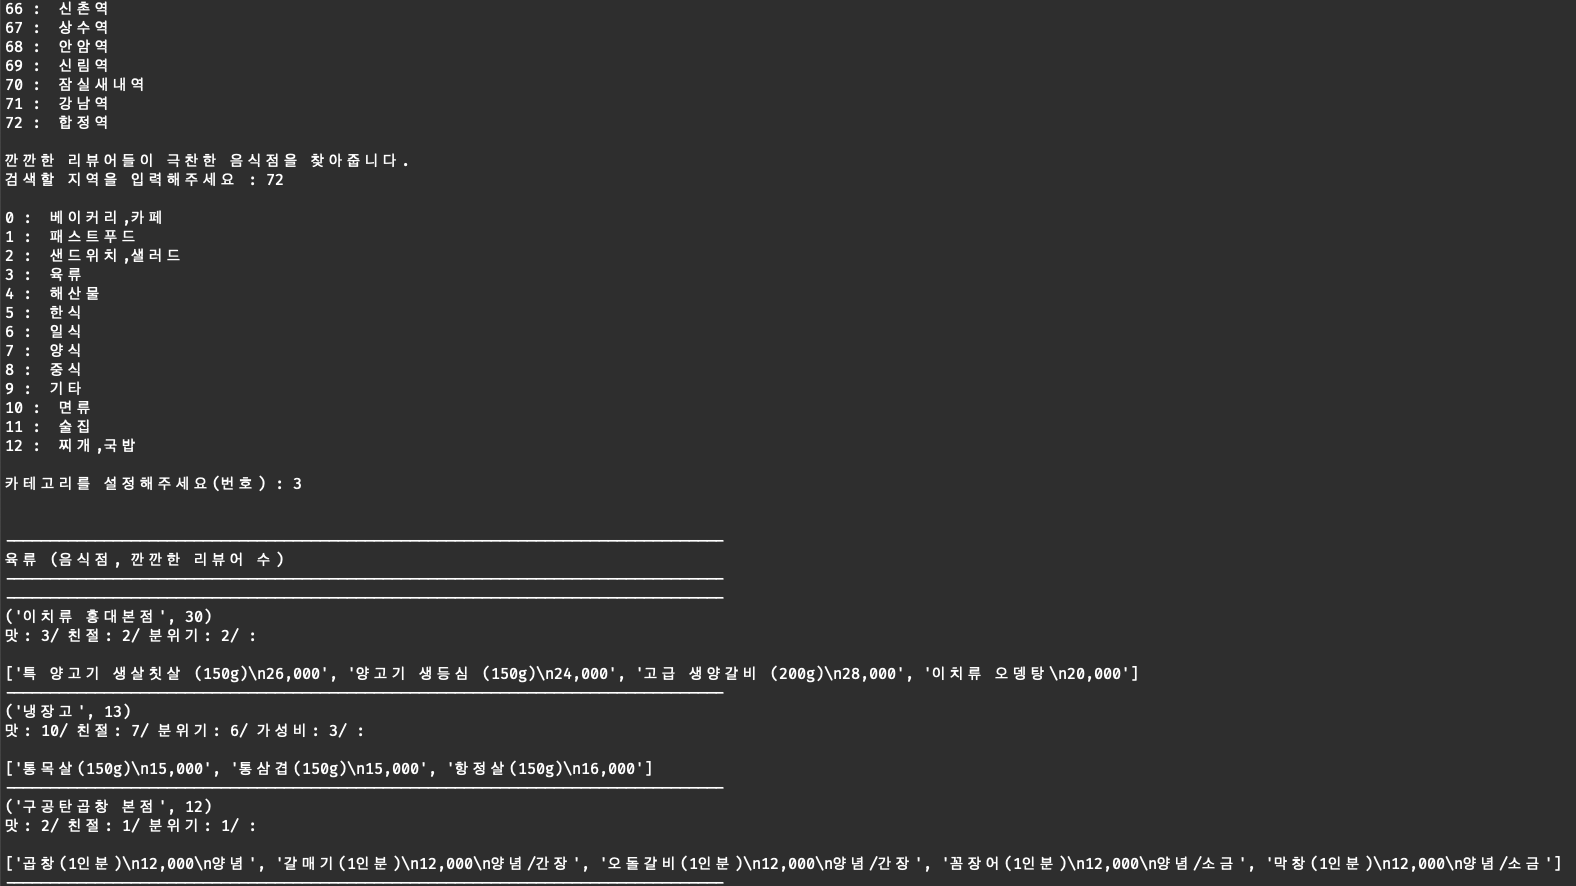 66 :  신촌역
67 :  상수역
68 :  안암역
69 :  신림역
70 :  잠실새내역
71 :  강남역
72 :  합정역
깐깐한 리뷰어들이 극찬한 음식점을 찾아줍니다.
검색할 지역을 입력해주세요 : 72
0 :  베이커리,카페
1 :  패스트푸드
2 :  샌드위치,샐러드
3 :  육류
4 :  해산물
5 :  한식
6 :  일식
7 :  양식
8 :  중식
9 :  기타
10 :  면류
11 :  술집
12 :  찌개,국밥
카테고리를 설정해주세요(번호) : 3
육류 (음식점, 깐깐한 리뷰어 수)
('이치류 홍대본점', 30)
맛: 3/ 친절: 2/ 분위기: 2/ :
['특 양고기 생살칫살 (150g)\n26,000', '양고기 생등심 (150g)\n24,000', '고급 생양갈비 (200g)\n28,000', '이치류 오뎅탕\n20,000']
('냉장고', 13)
맛: 10/ 친절: 7/ 분위기: 6/ 가성비: 3/ :
['통목살(150g)\n15,000', '통삼겹(150g)\n15,000', '항정살(150g)\n16,000']
('구공탄곱창 본점', 12)
맛: 2/ 친절: 1/ 분위기: 1/ :
['곱창(1인분)\n12,000\n양념', '갈매기(1인분)\n12,000\n양념/간장', '오돌갈비(1인분)\n12,000\n양념/간장', '꼼장어(1인분)\n12,000\n양념/소금', '막창(1인분)\n12,000\n양념/소금']